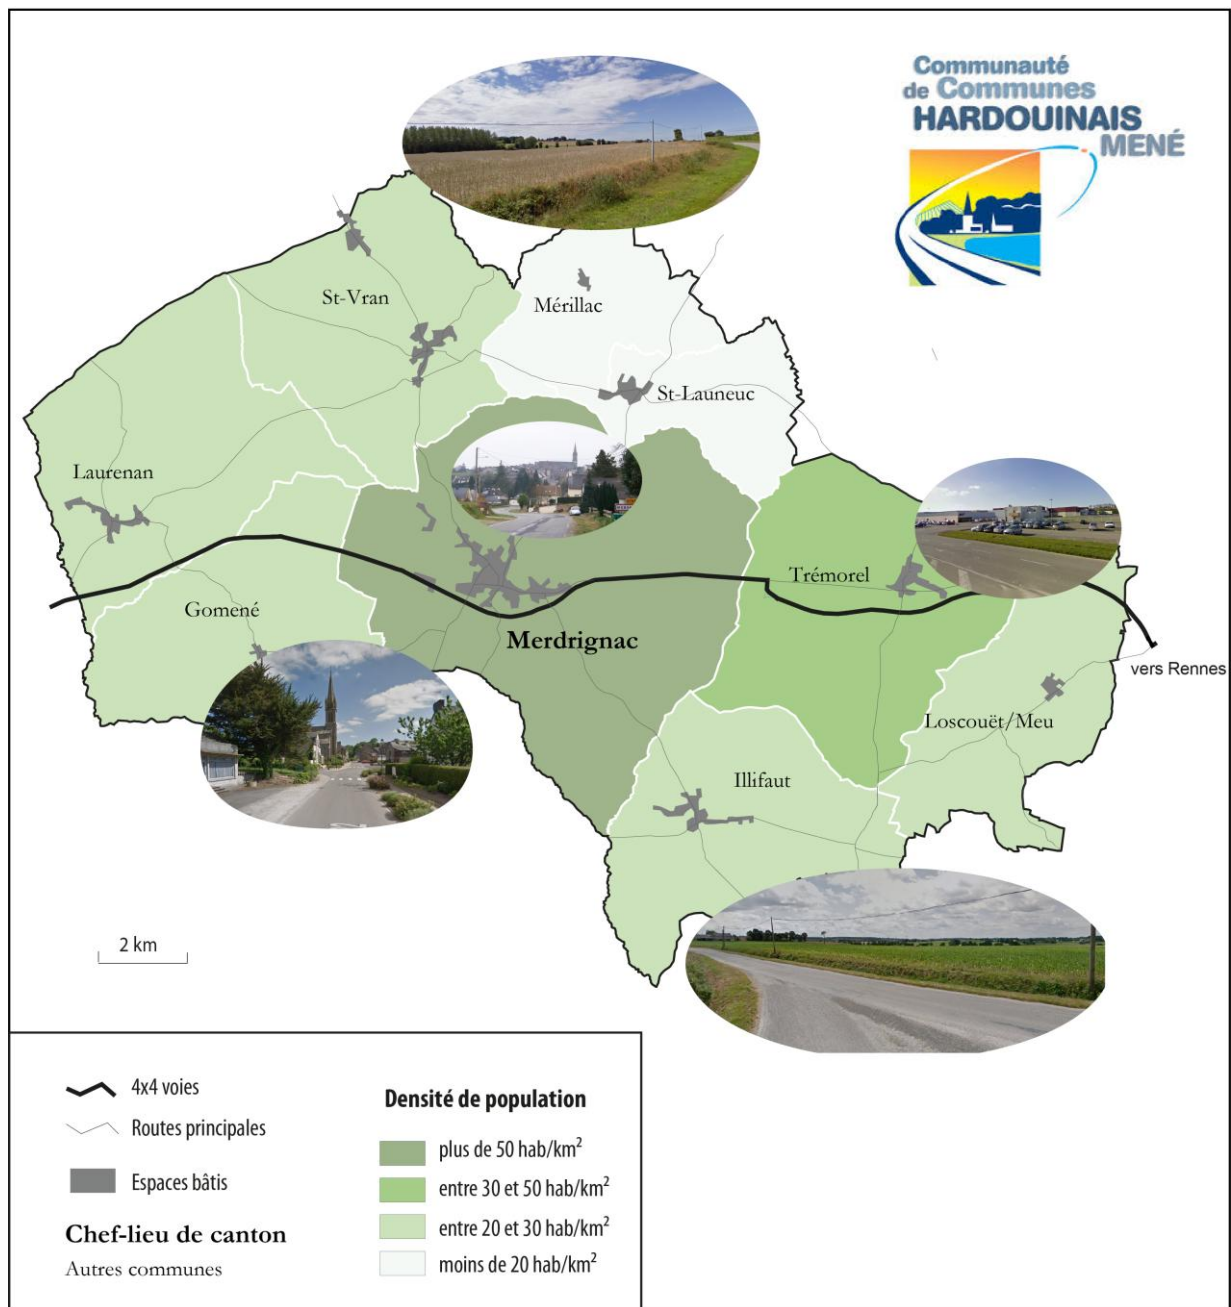 Communauté
de Communes
HARDOUINAIS
MENÉ
St-Vran
Mérillac
St-Launeuc
Laurenan
Trémorel
Gomené
Merdrignac
vers Rennes
Loscouët/Meu
Illifaut
2 km
4x4 voies
Routes principales
Espaces bâtis
Chef-lieu de canton
Autres communes
Densité de population
plus de 50 hab/km²
entre 30 et 50 hab/km²
entre 20 et 30 hab/km²
moins de 20 hab/km²